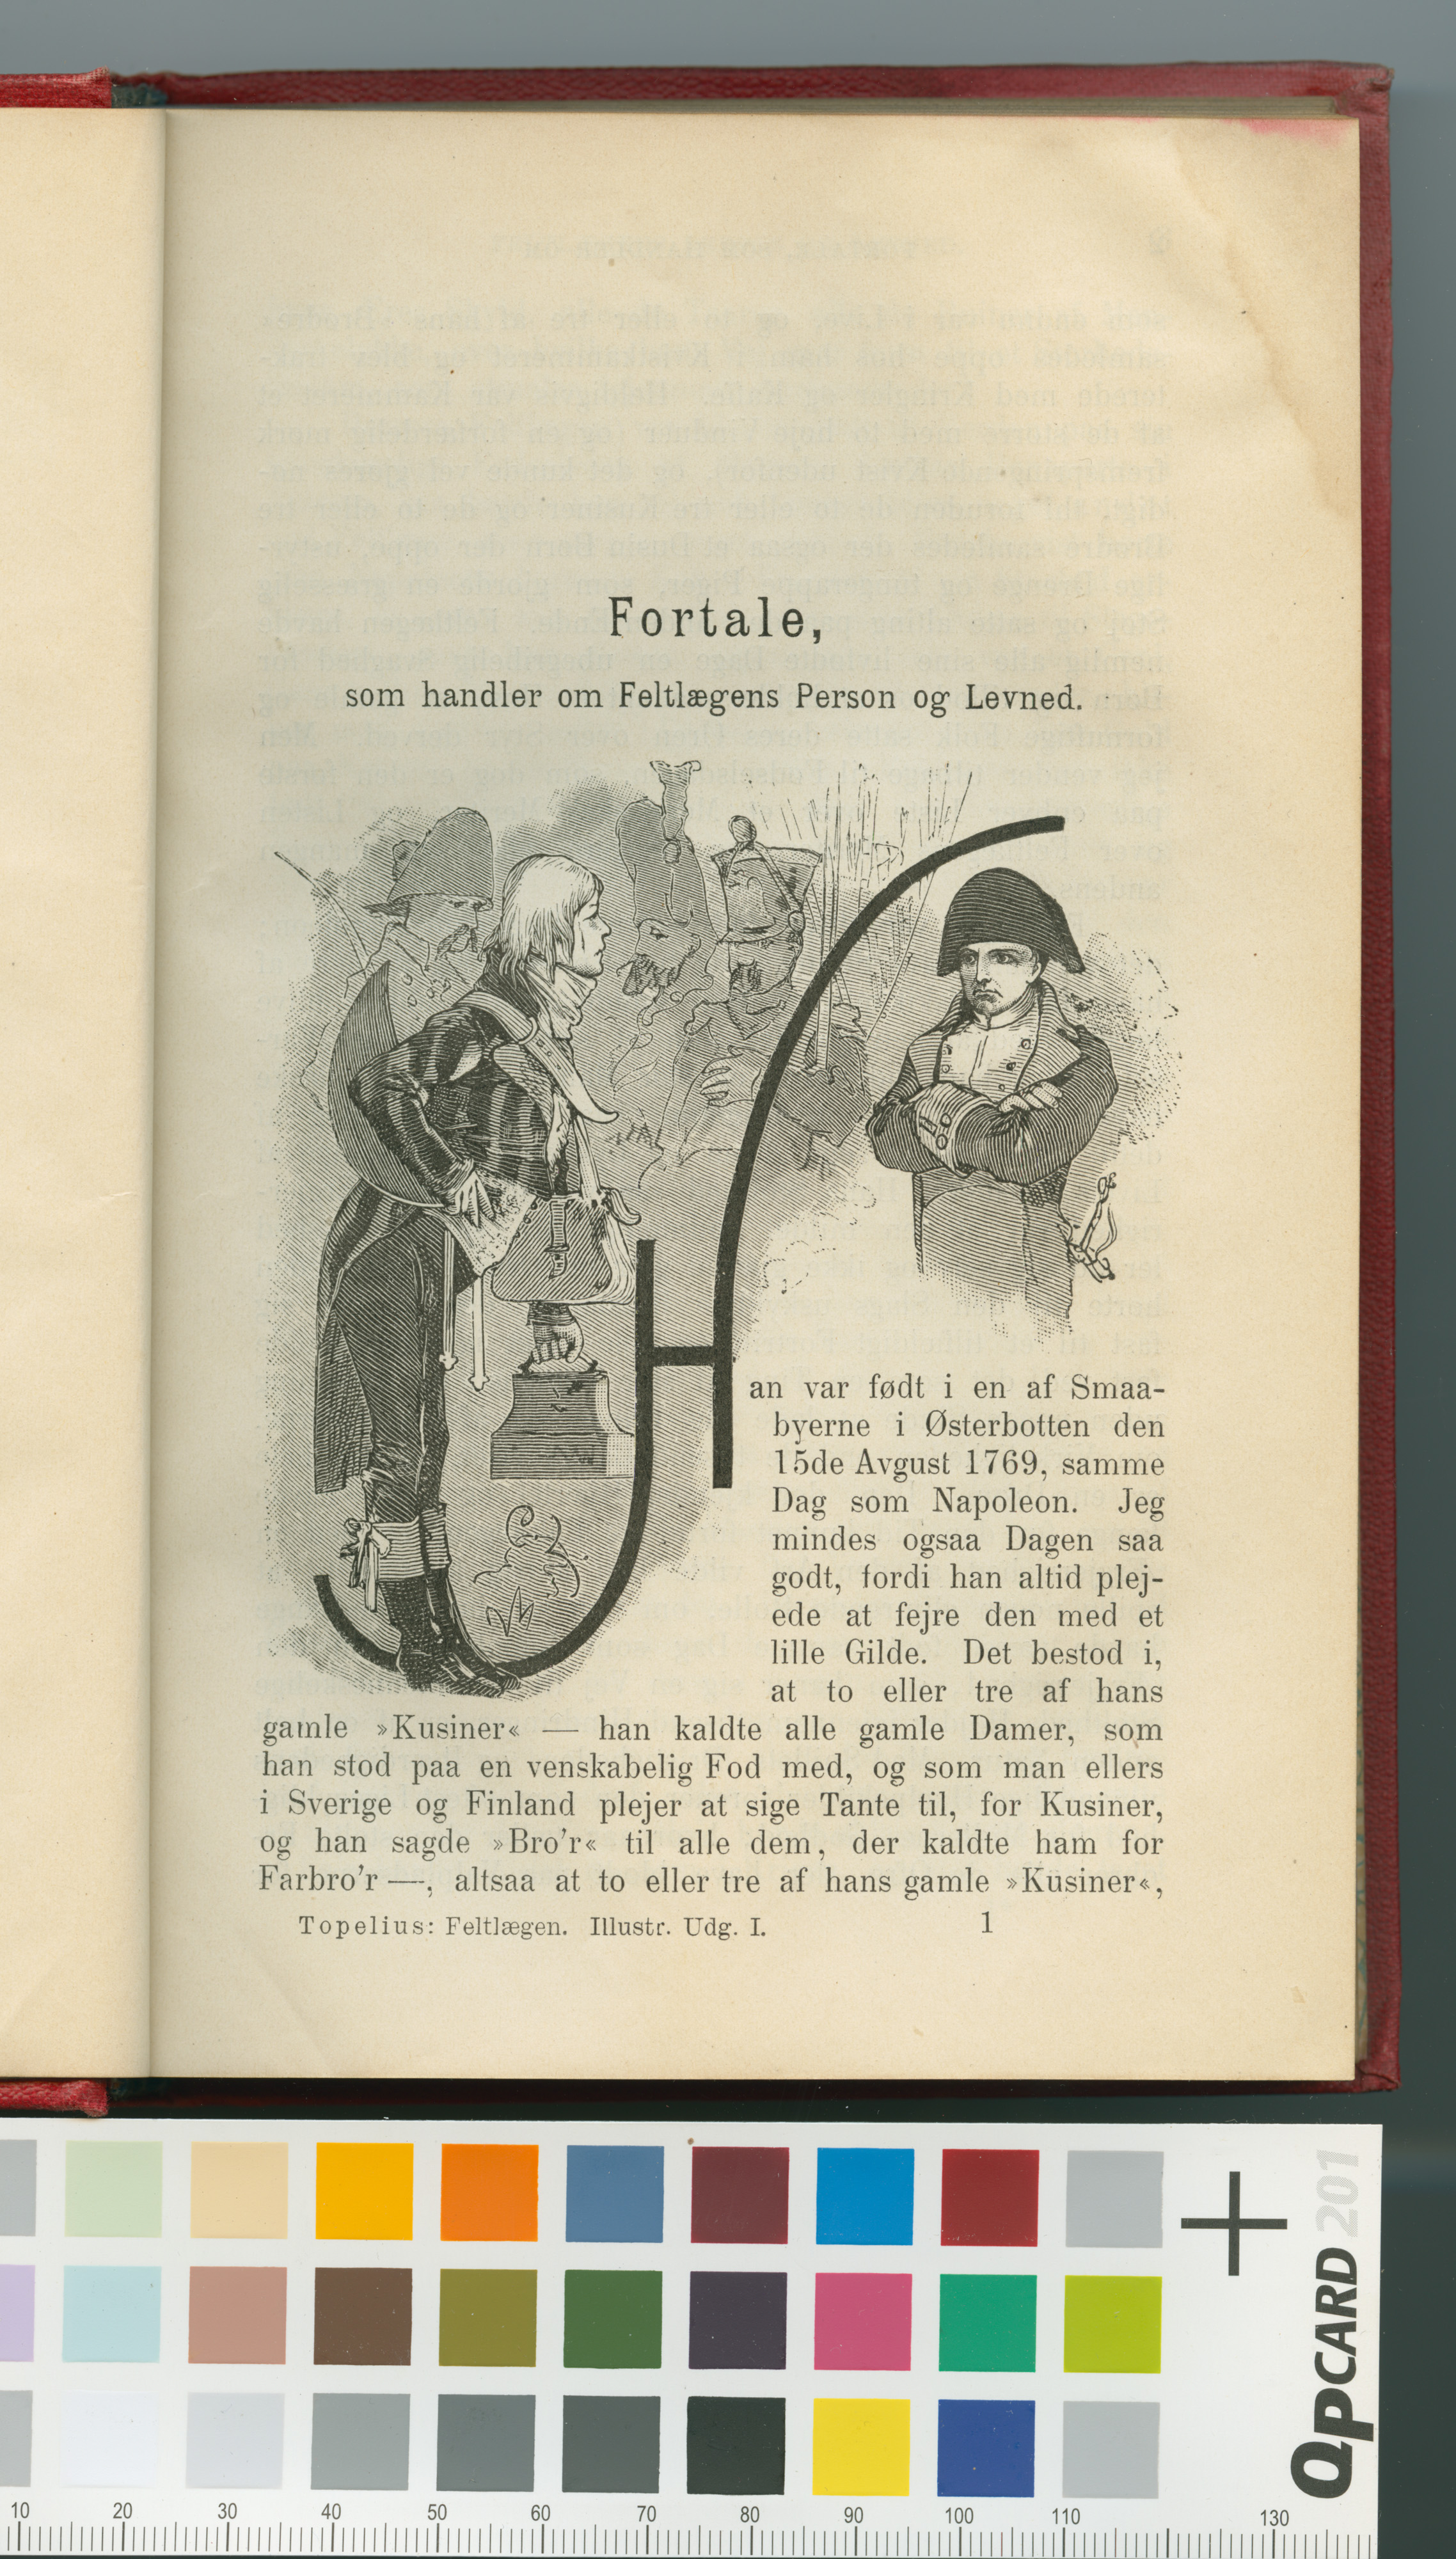 Fortale,
som handler om Feltlægens Person og Levned.
Han var født i en af Smaa-
byerne i Østerbotten den
15de Avgust 1769, samme
Dag som Napoleon. Jeg
mindes ogsaa Dagen saa
godt, fordi han altid plej-
ede at fejre den med et
lille Gilde. Det bestod i,
at to eller tre af hans
gamle »Kusiner« — han kaldte alle gamle Damer, som
han stod paa en venskabelig Fod med, og som man ellers
i Sverige og Finland plejer at sige Tante til, for Kusiner,
og han sagde »Bro'r« til alle dem, der kaldte ham for
Farbro'r —, altsaa at to eller tre af hans gamle »Kusiner«,
Topelius: Feltlægen. Illustr. Udg. I. 1
QPCARD 201
10 20 30 40 50 60 70 80 90 100 110 130